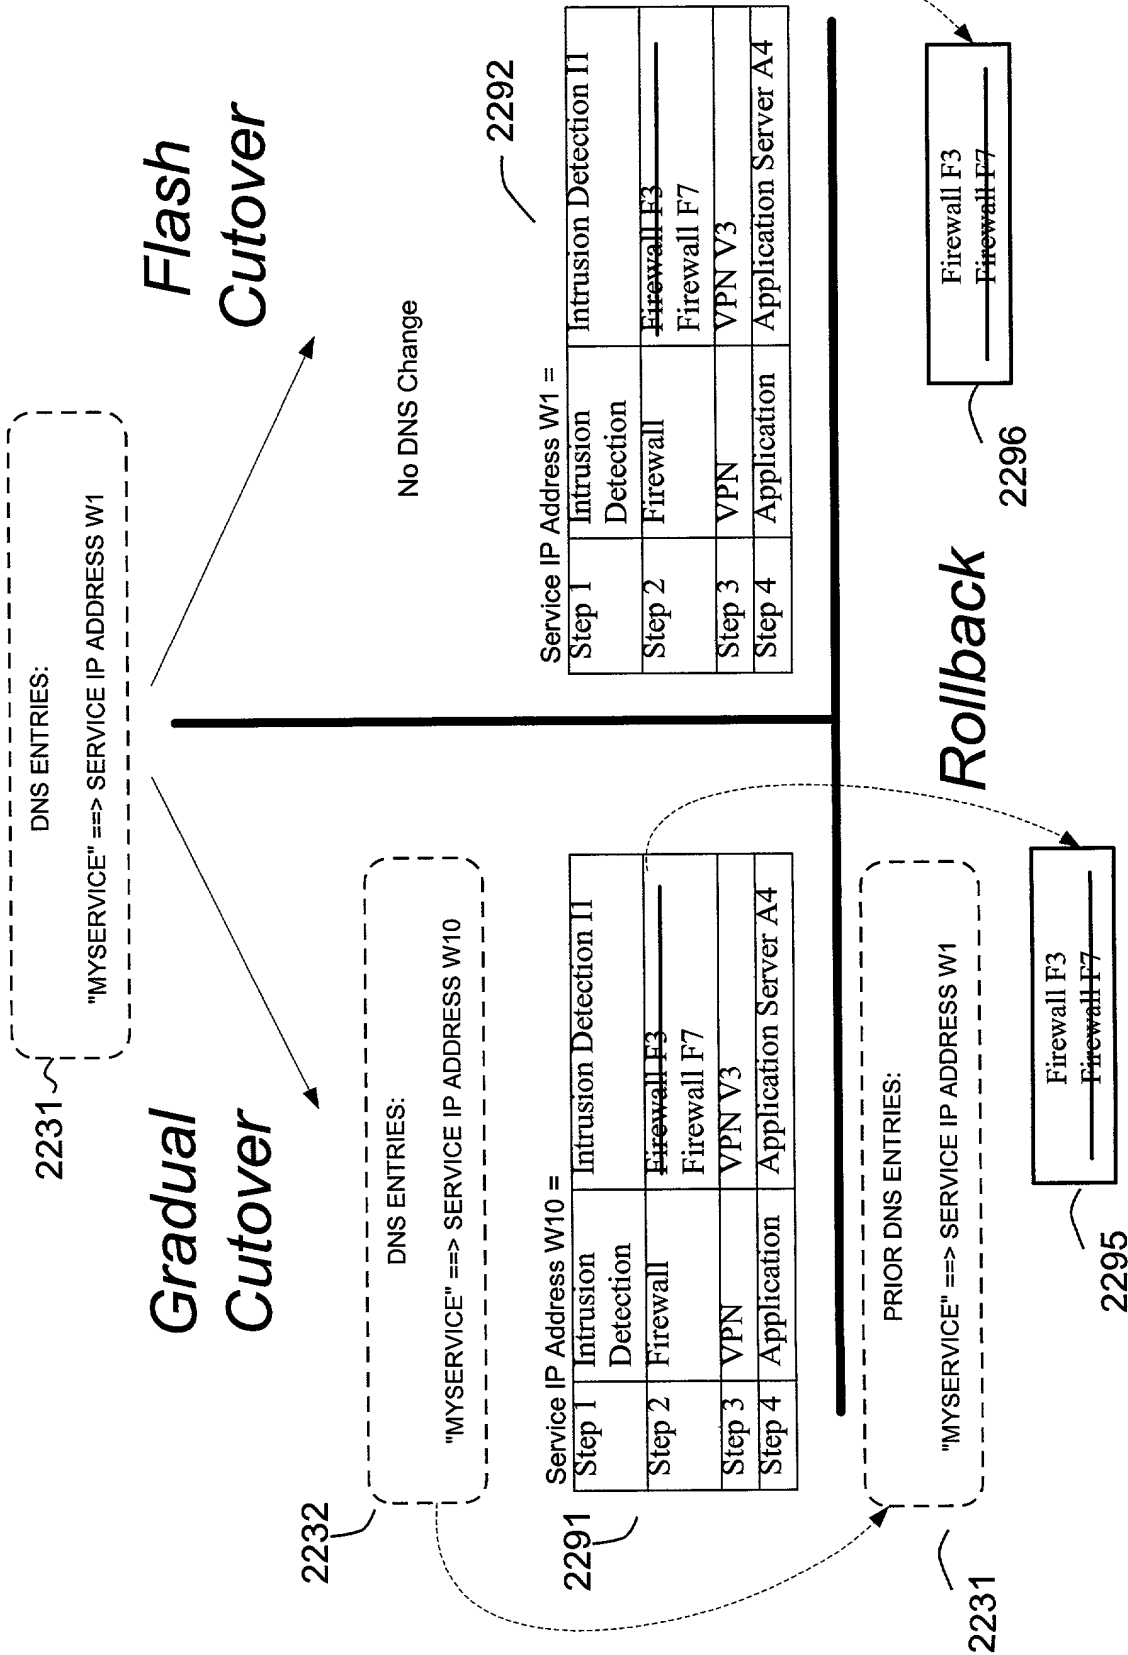 DNS ENTRIES:
"MYSERVICE" ==> SERVICE IP ADDRESS W1
2231
Gradual
Cutover
Flash
Cutover
2232
DNS ENTRIES:
"MYSERVICE" ==> SERVICE IP ADDRESS W10
No DNS Change
2291
Service IP Address W10 =
Step 1 Intrusion Detection Intrusion Detection I1
Step 2 Firewall Firewall F3
Firewall F7
Step 3 VPN VPN V3
Step 4 Application Application Server A4
2292
Service IP Address W1 =
Step 1 Intrusion Detection Intrusion Detection I1
Step 2 Firewall Firewall F3
Firewall F7
Step 3 VPN VPN V3
Step 4 Application Application Server A4
Rollback
2231
PRIOR DNS ENTRIES:
"MYSERVICE" ==> SERVICE IP ADDRESS W1
2295
Firewall F3
Firewall F7
2296
Firewall F3
Firewall F7